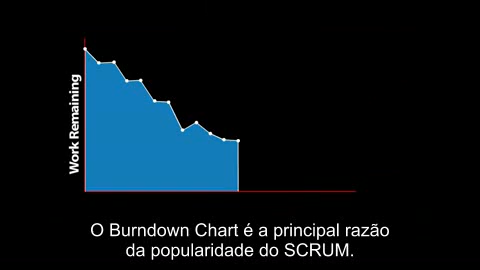 Work Remaining
O Burndown Chart é a principal razão
da popularidade do SCRUM.